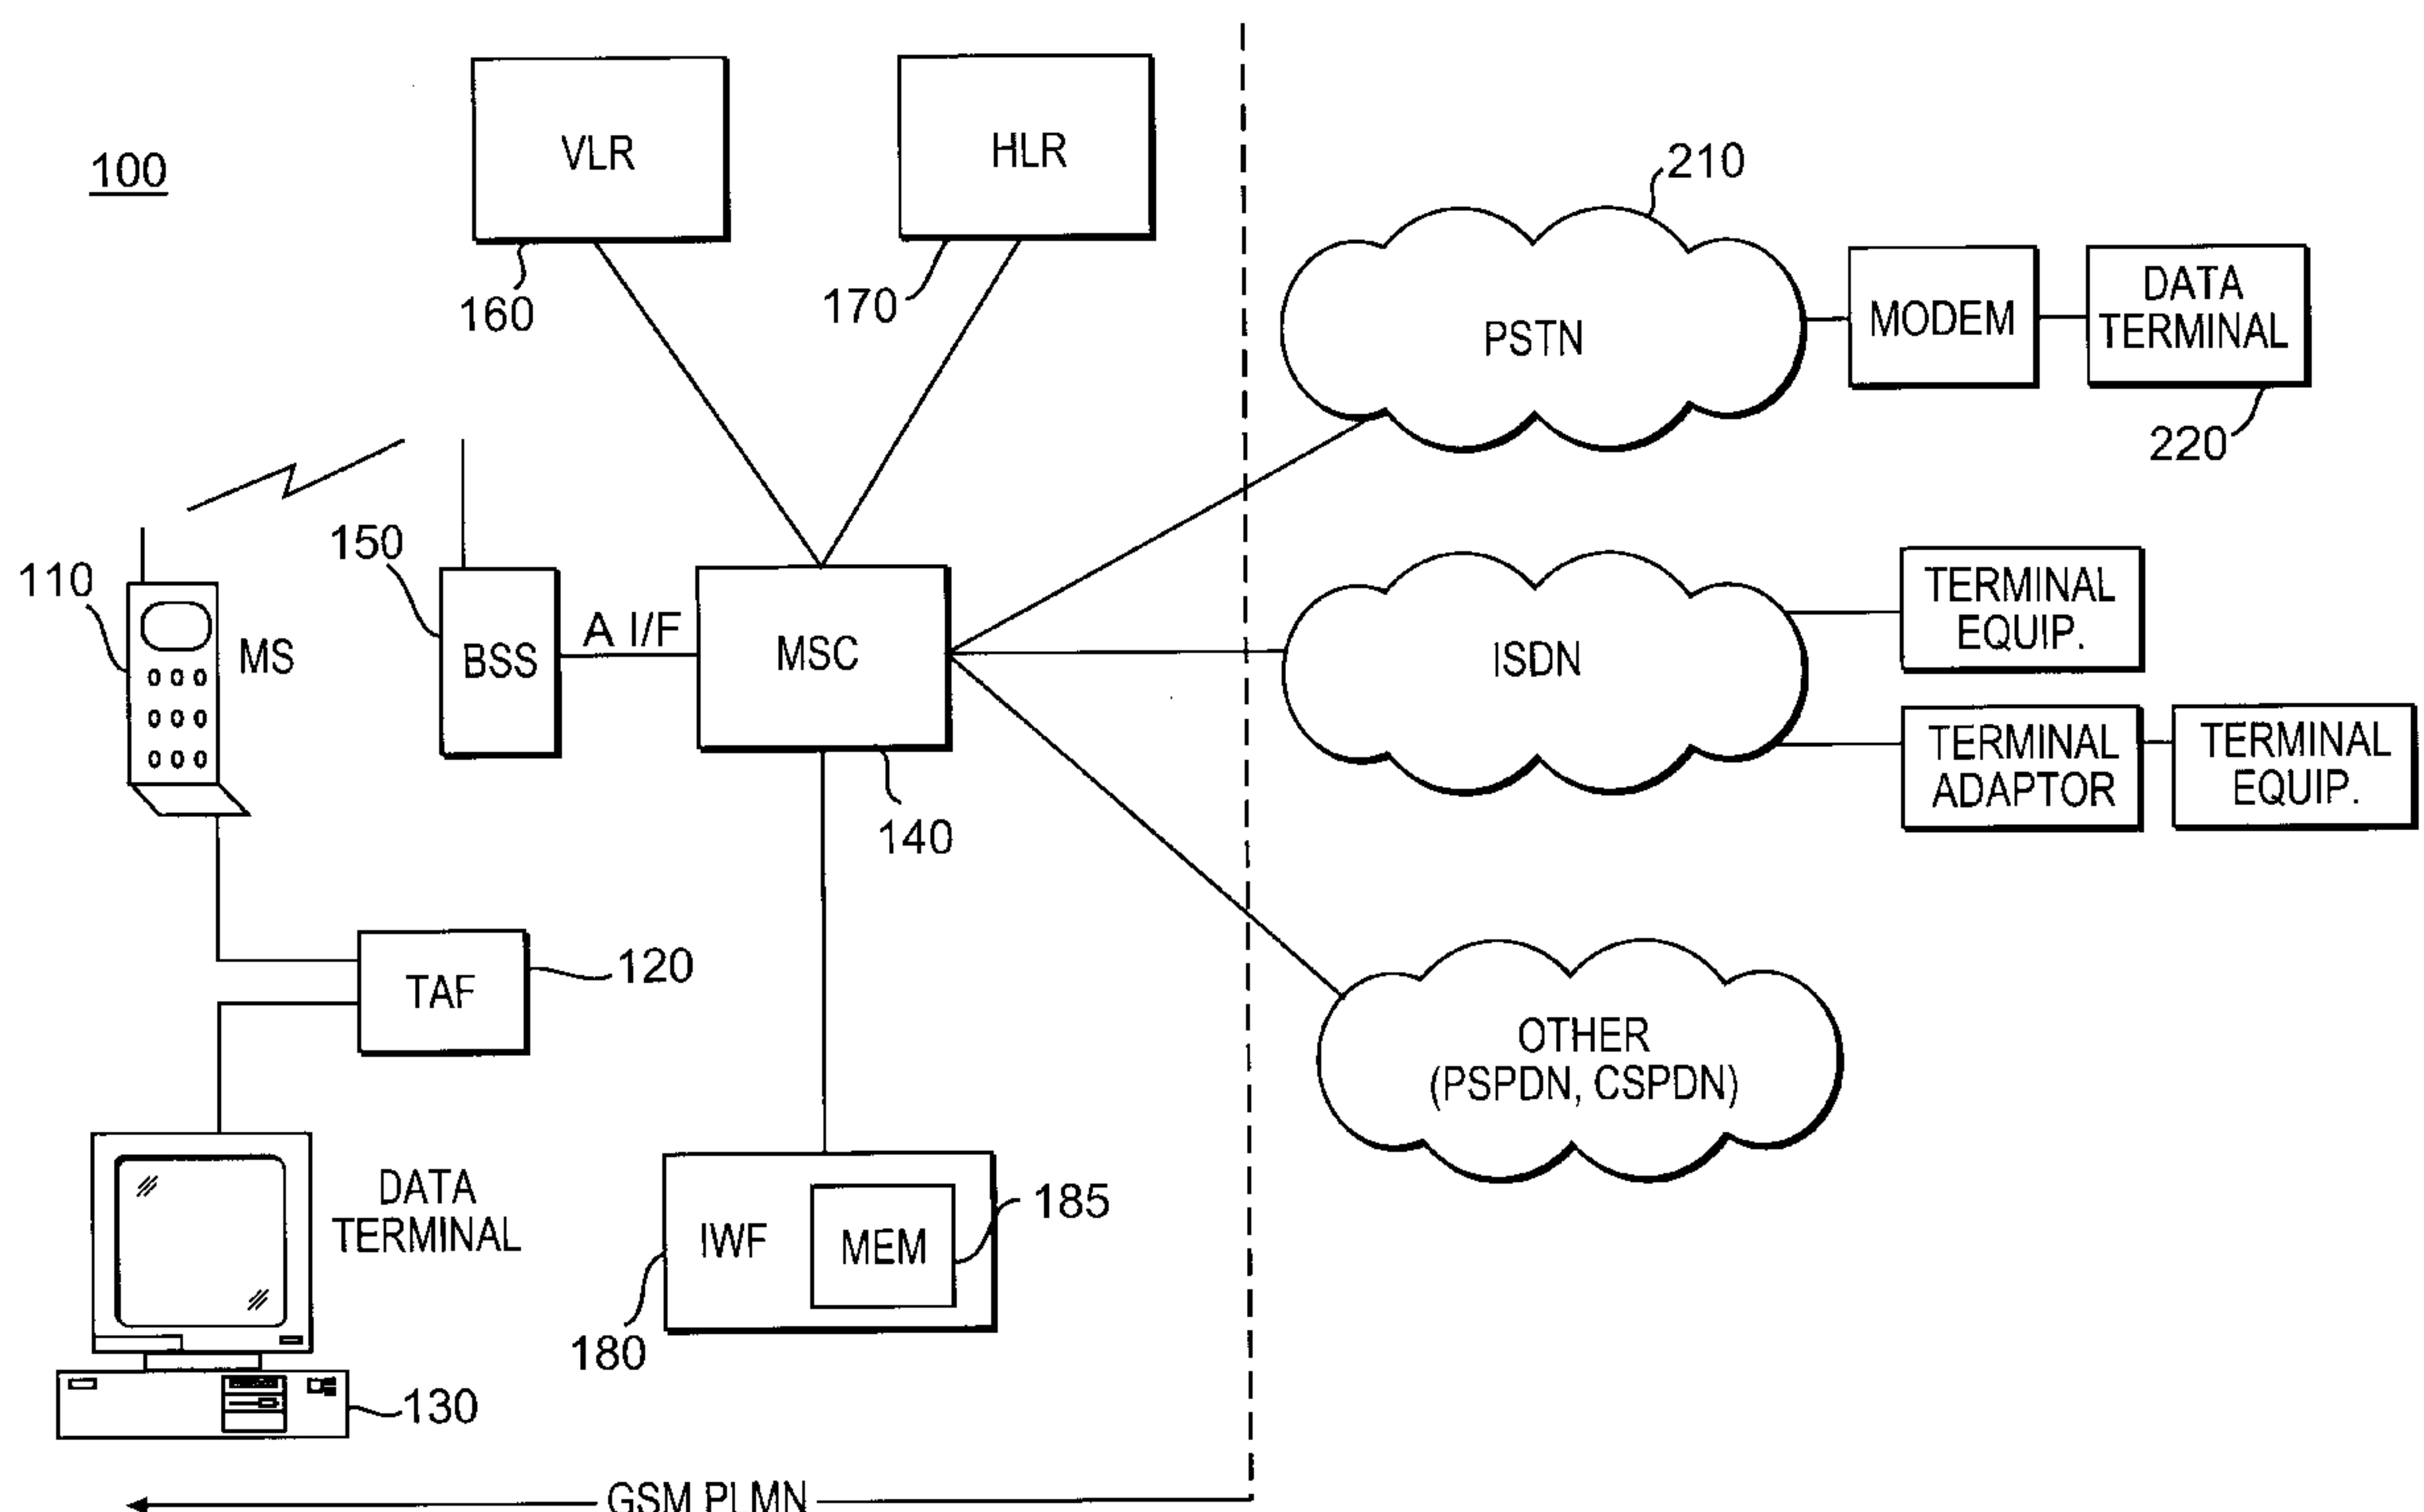 100
VLR
160
HLR
170
210
PSTN
MODEM
DATA
TERMINAL
220
110
MS
150
BSS
A I/F
MSC
140
ISDN
TERMINAL
EQUIP.
TERMINAL
ADAPTOR
TERMINAL
EQUIP.
TAF
120
OTHER
(PSPDN, CSPDN)
DATA
TERMINAL
130
IWF
MEM
185
180
GSM PLMN